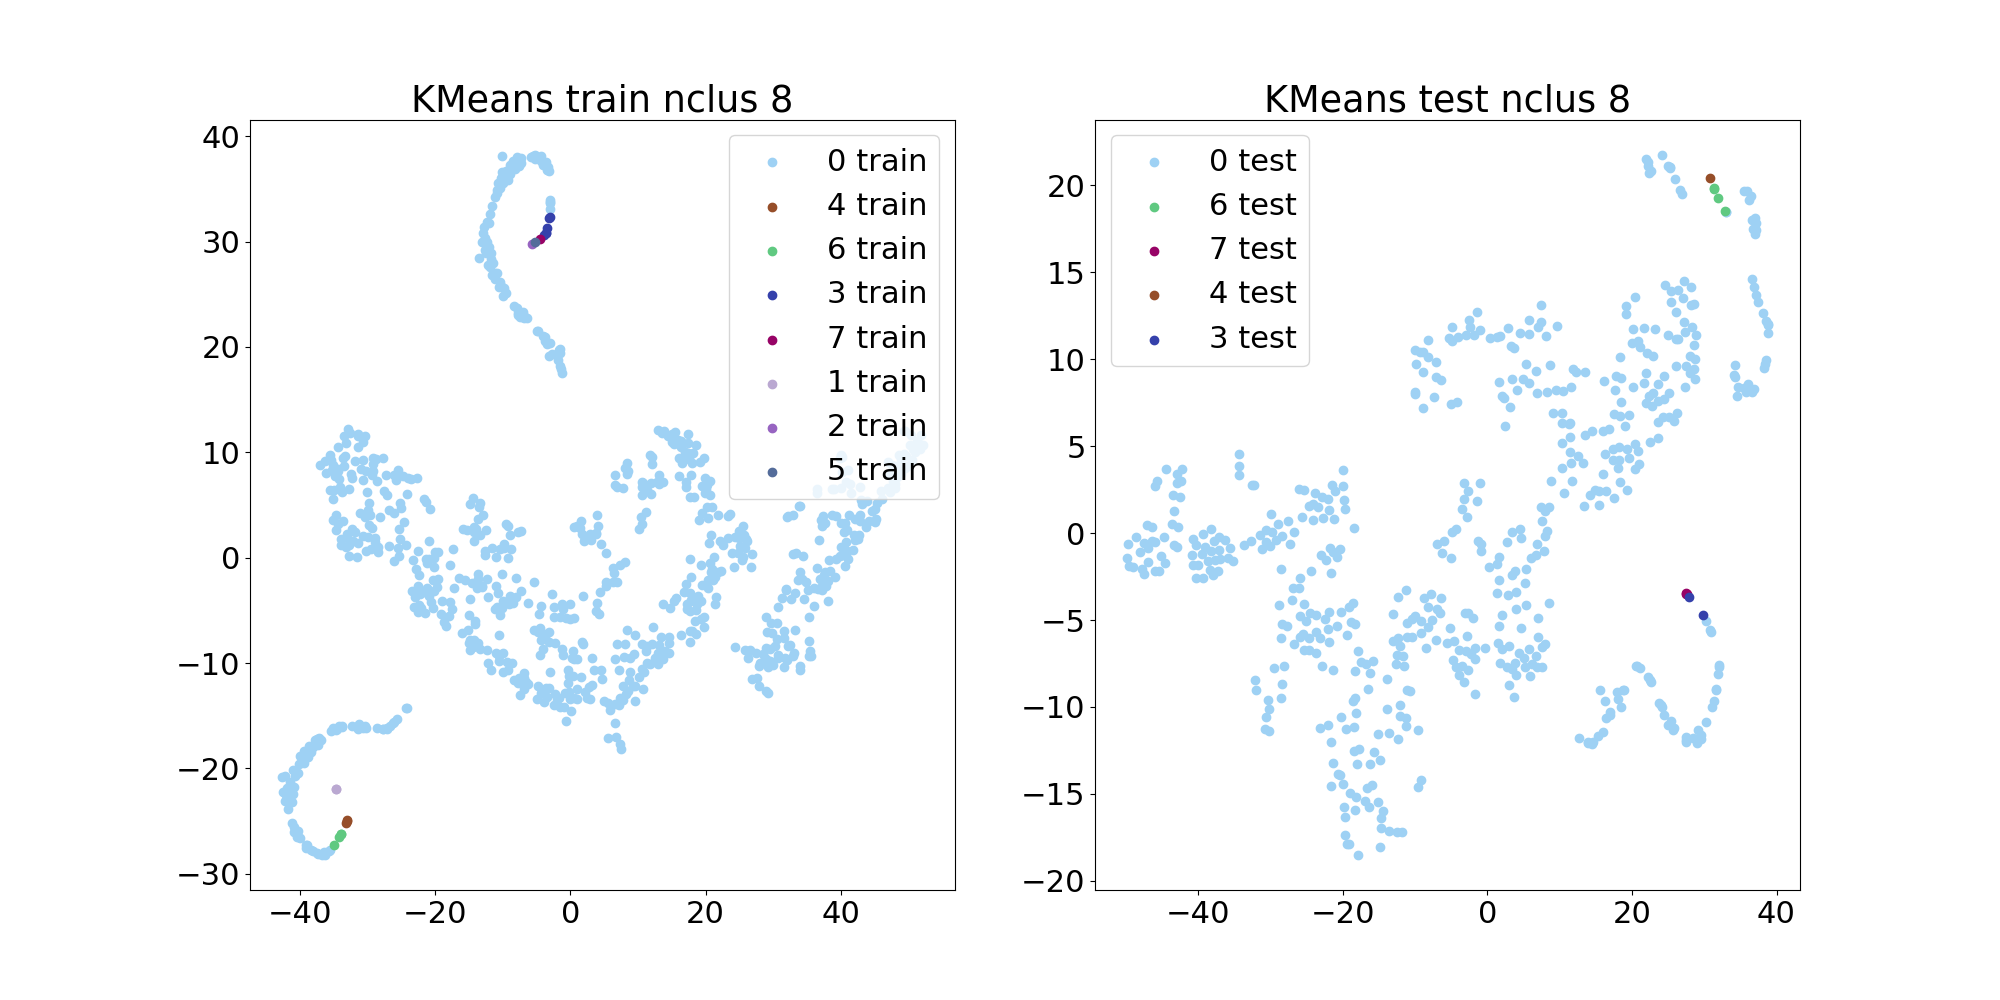 KMeans train nclus 8
40
30
20
10
0
−10
−20
−30
−40
−20
0
20
40
0 train
4 train
6 train
3 train
7 train
1 train
2 train
5 train
KMeans test nclus 8
20
15
10
5
0
−5
−10
−15
−20
−40
−20
0
20
40
0 test
6 test
7 test
4 test
3 test